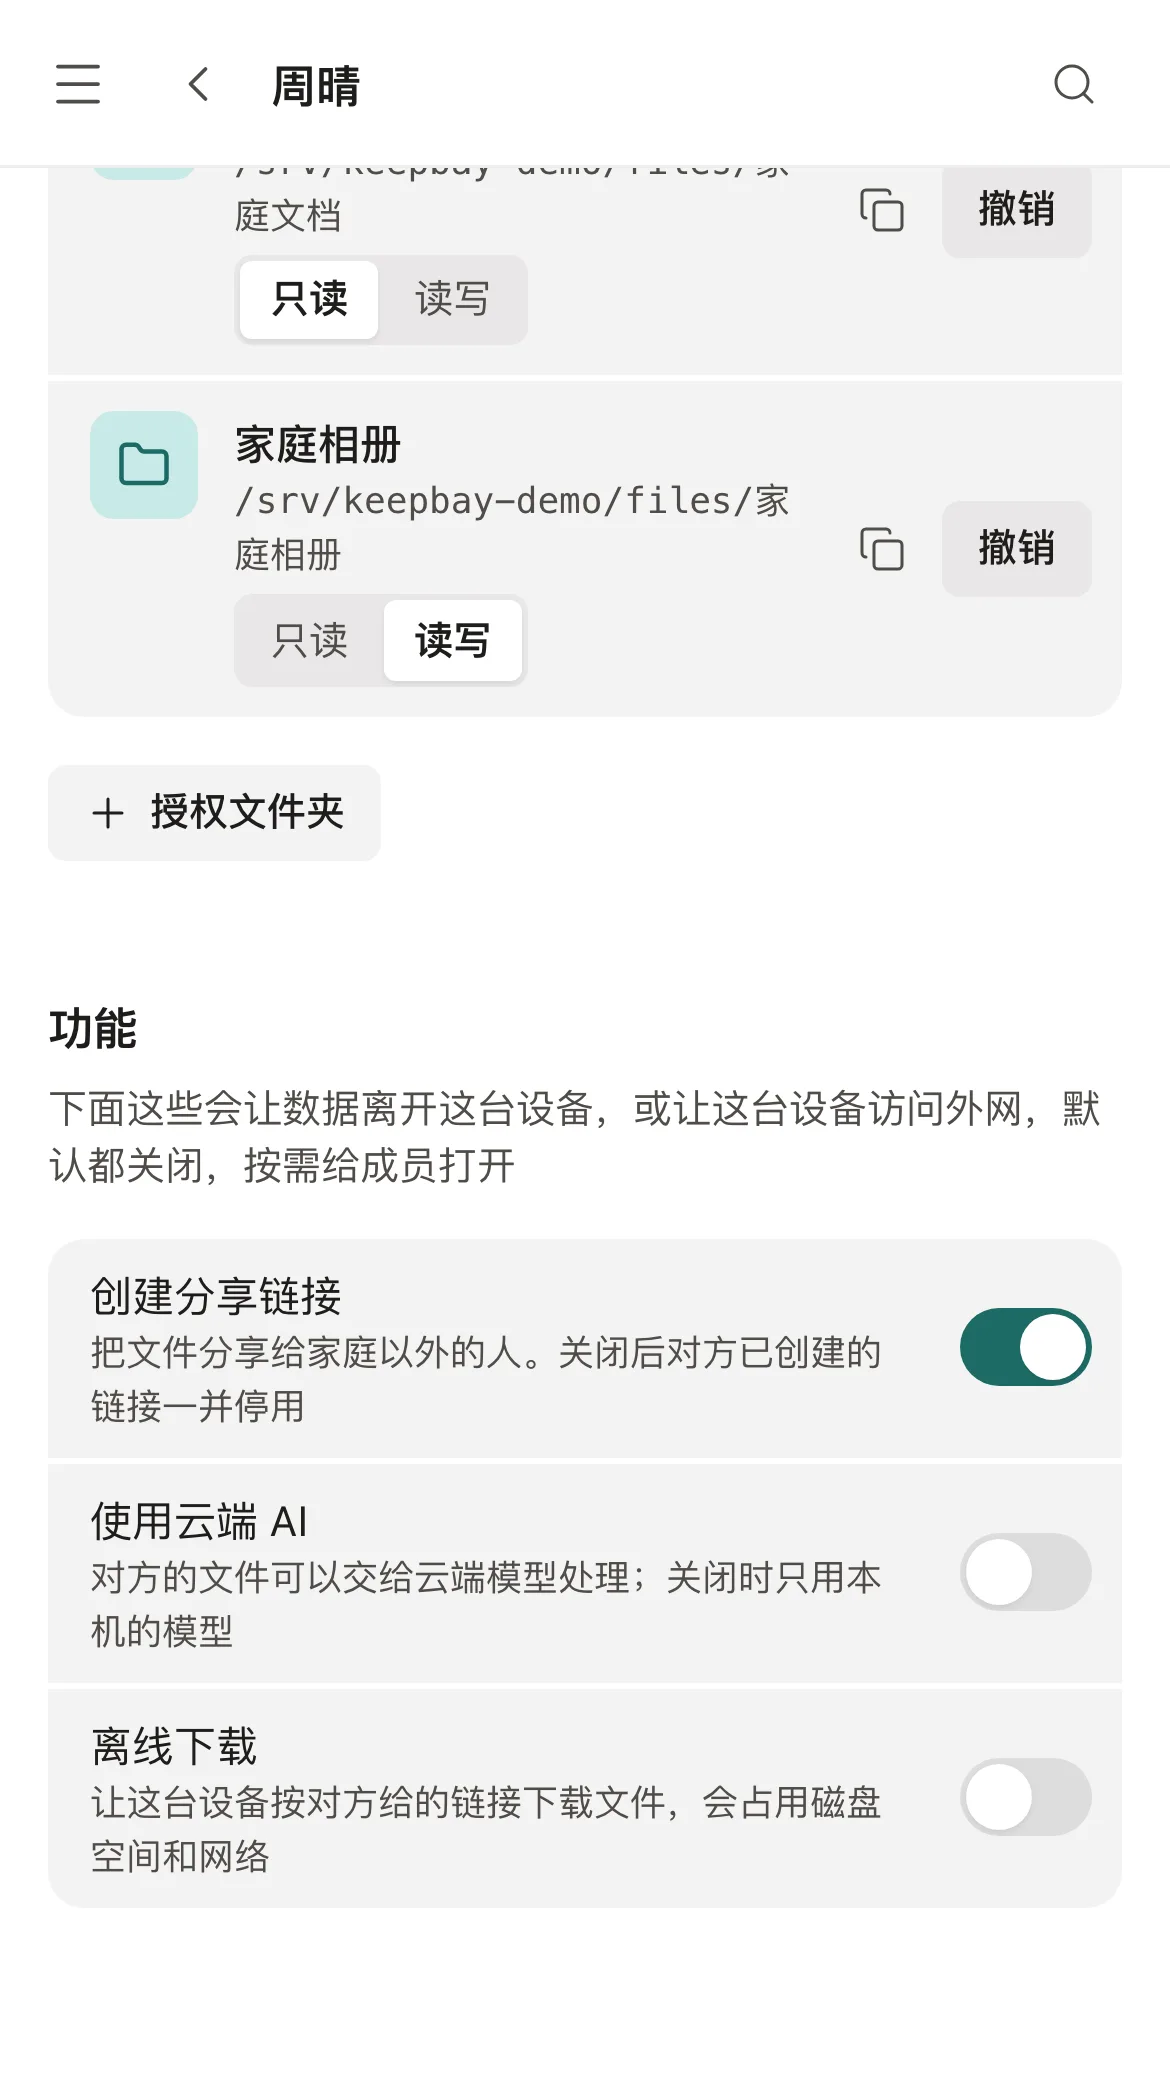 周晴
/srv/keepbay-demo/files/家
庭文档
撤销
只读
读写
家庭相册
/srv/keepbay-demo/files/家
庭相册
撤销
只读
读写
授权文件夹
功能
下面这些会让数据离开这台设备，或让这台设备访问外网，默
认都关闭，按需给成员打开
创建分享链接
把文件分享给家庭以外的人。关闭后对方已创建的
链接一并停用
使用云端 AI
对方的文件可以交给云端模型处理；关闭时只用本
机的模型
离线下载
让这台设备按对方给的链接下载文件，会占用磁盘
空间和网络